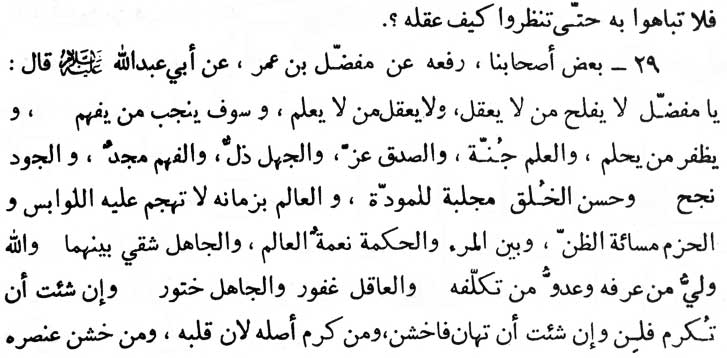 فلا تباهوا به حتّى تنظروا كيف عقله ؟.
٢٩ ــ بعض أصحابنا ، رفعه عن مفضّل بن عمر ، عن أبي عبدالله عليه السلام قال :
يا مفضّل لا يفلح من لا يعقل، ولا يعقل من لا يعلم ، و سوف ينجب من يفهم ، و
يظفر من يحلم ، والعلم جُنّة ، والصدق عزٌّ، والجهل ذلٌّ، والفهم مجدٌ ، و الجود
نجح وحسن الخُلق مجلبة للمودّة ، و العالم بزمانه لا تهجم عليه اللوابس و
الحزم مسائة الظنّ ، وبين المرء والحكمة نعمةُ العالم ، والجاهل شقي بينهما والله
وليُّ من عرفه وعدوُّ من تكلّفه والعاقل غفور والجاهل ختور وإن شئت أن
تُكرم فلِن وإن شئت أن تهان فاخشن، ومن كرم أصله لان قلبه ، ومن خشن عنصره